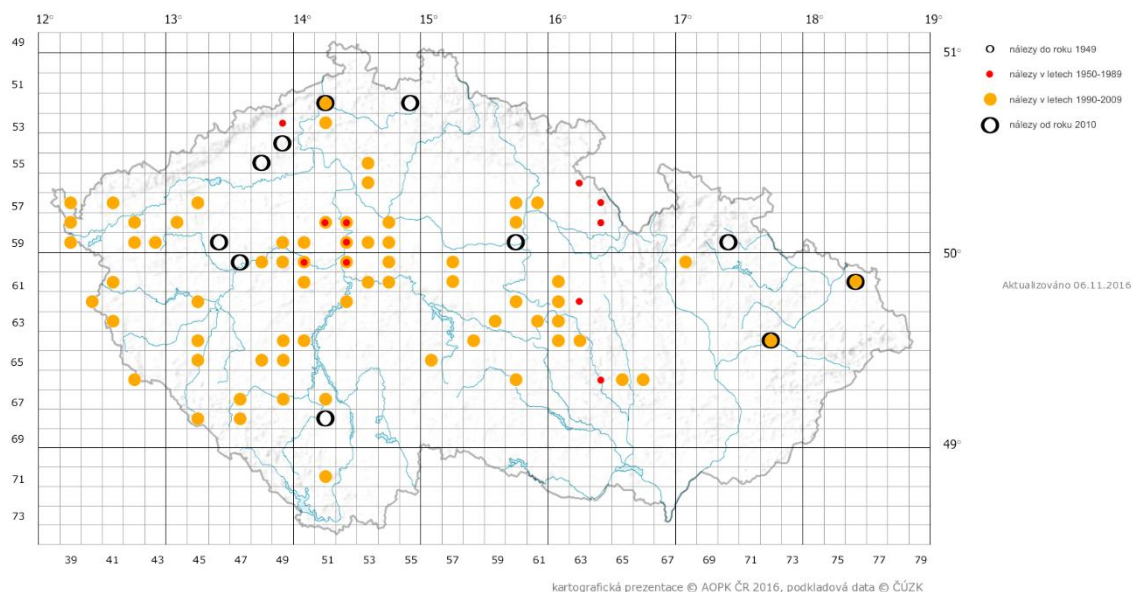 12° 13° 14° 15° 16° 17° 18° 19°
49
51
53
55
57
59
61
63
65
67
69
71
73
51°
50°
49°
39 41 43 45 47 49 51 53 55 57 59 61 63 65 67 69 71 73 75 77 79
nálezy do roku 1949
nálezy v letech 1950-1989
nálezy v letech 1990-2009
nálezy od roku 2010
Aktualizováno 06.11.2016
kartografická prezentace © AOPK ČR 2016, podkladová data © ČÚZK